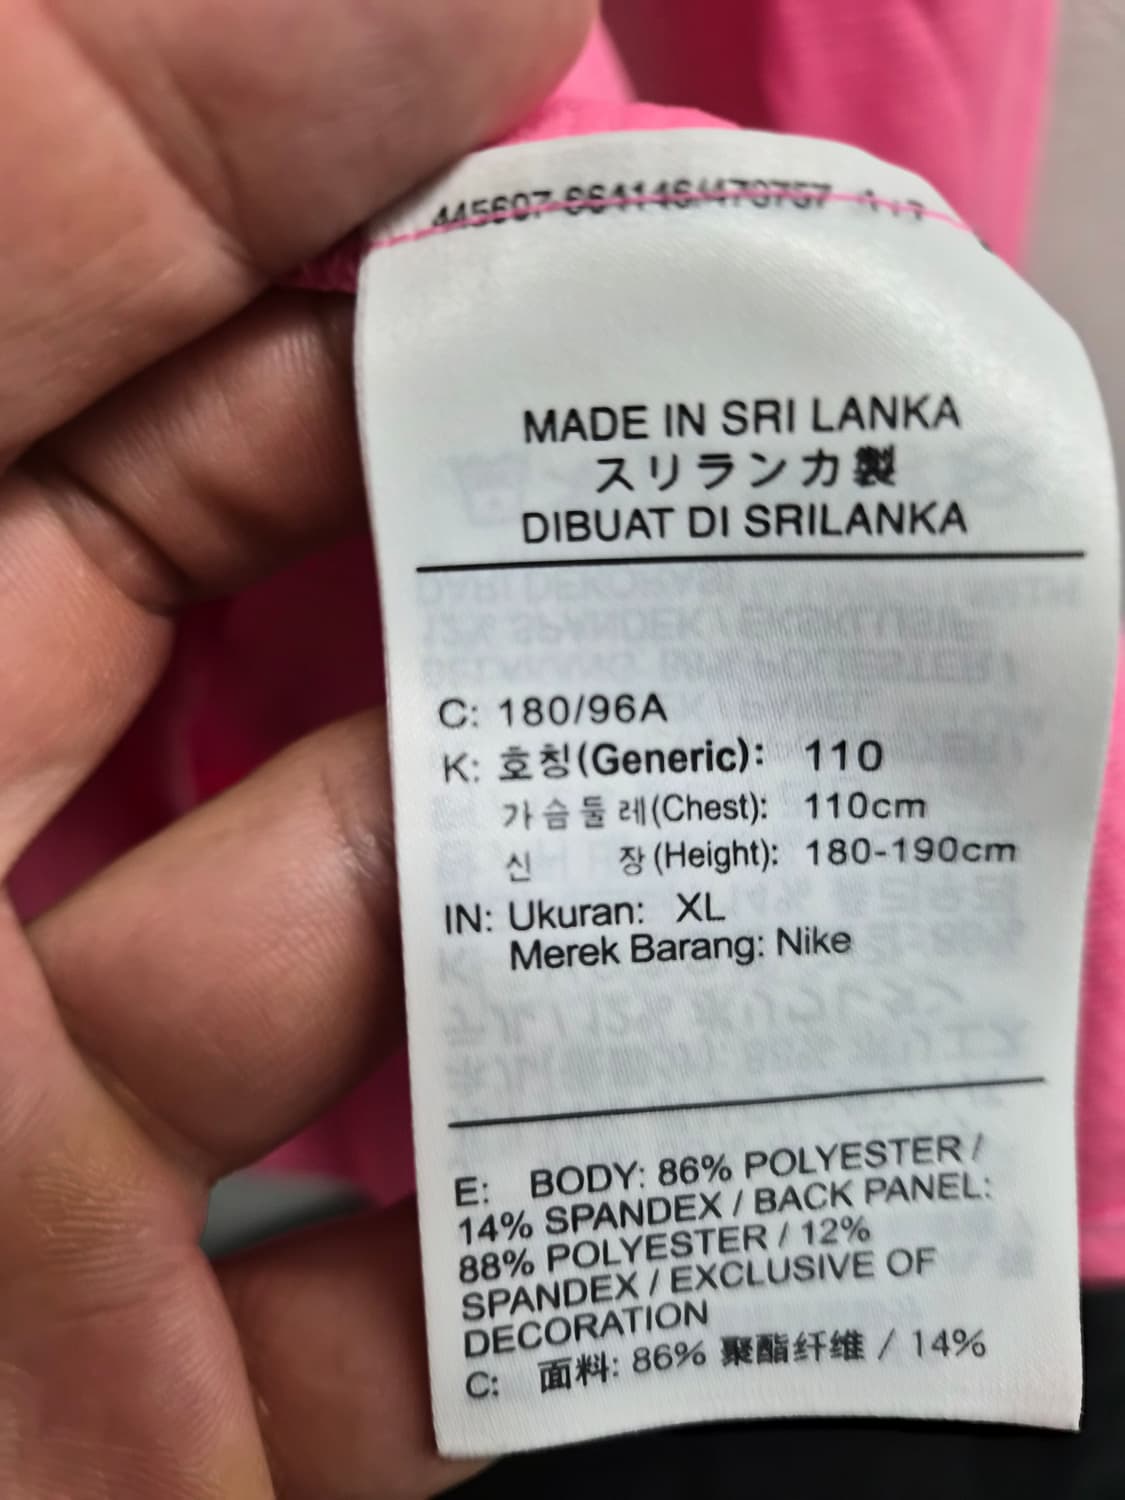 MADE IN SRI LANKA
スリランカ製
DIBUAT DI SRILANKA
C: 180/96A
K: 호칭(Generic): 110
가슴둘레(Chest): 110cm
신 장(Height): 180-190cm
IN: Ukuran: XL
Merek Barang: Nike
E: BODY: 86% POLYESTER /
14% SPANDEX / BACK PANEL:
88% POLYESTER / 12%
SPANDEX / EXCLUSIVE OF
DECORATION
C: 面料: 86% 聚酯纤维 / 14%